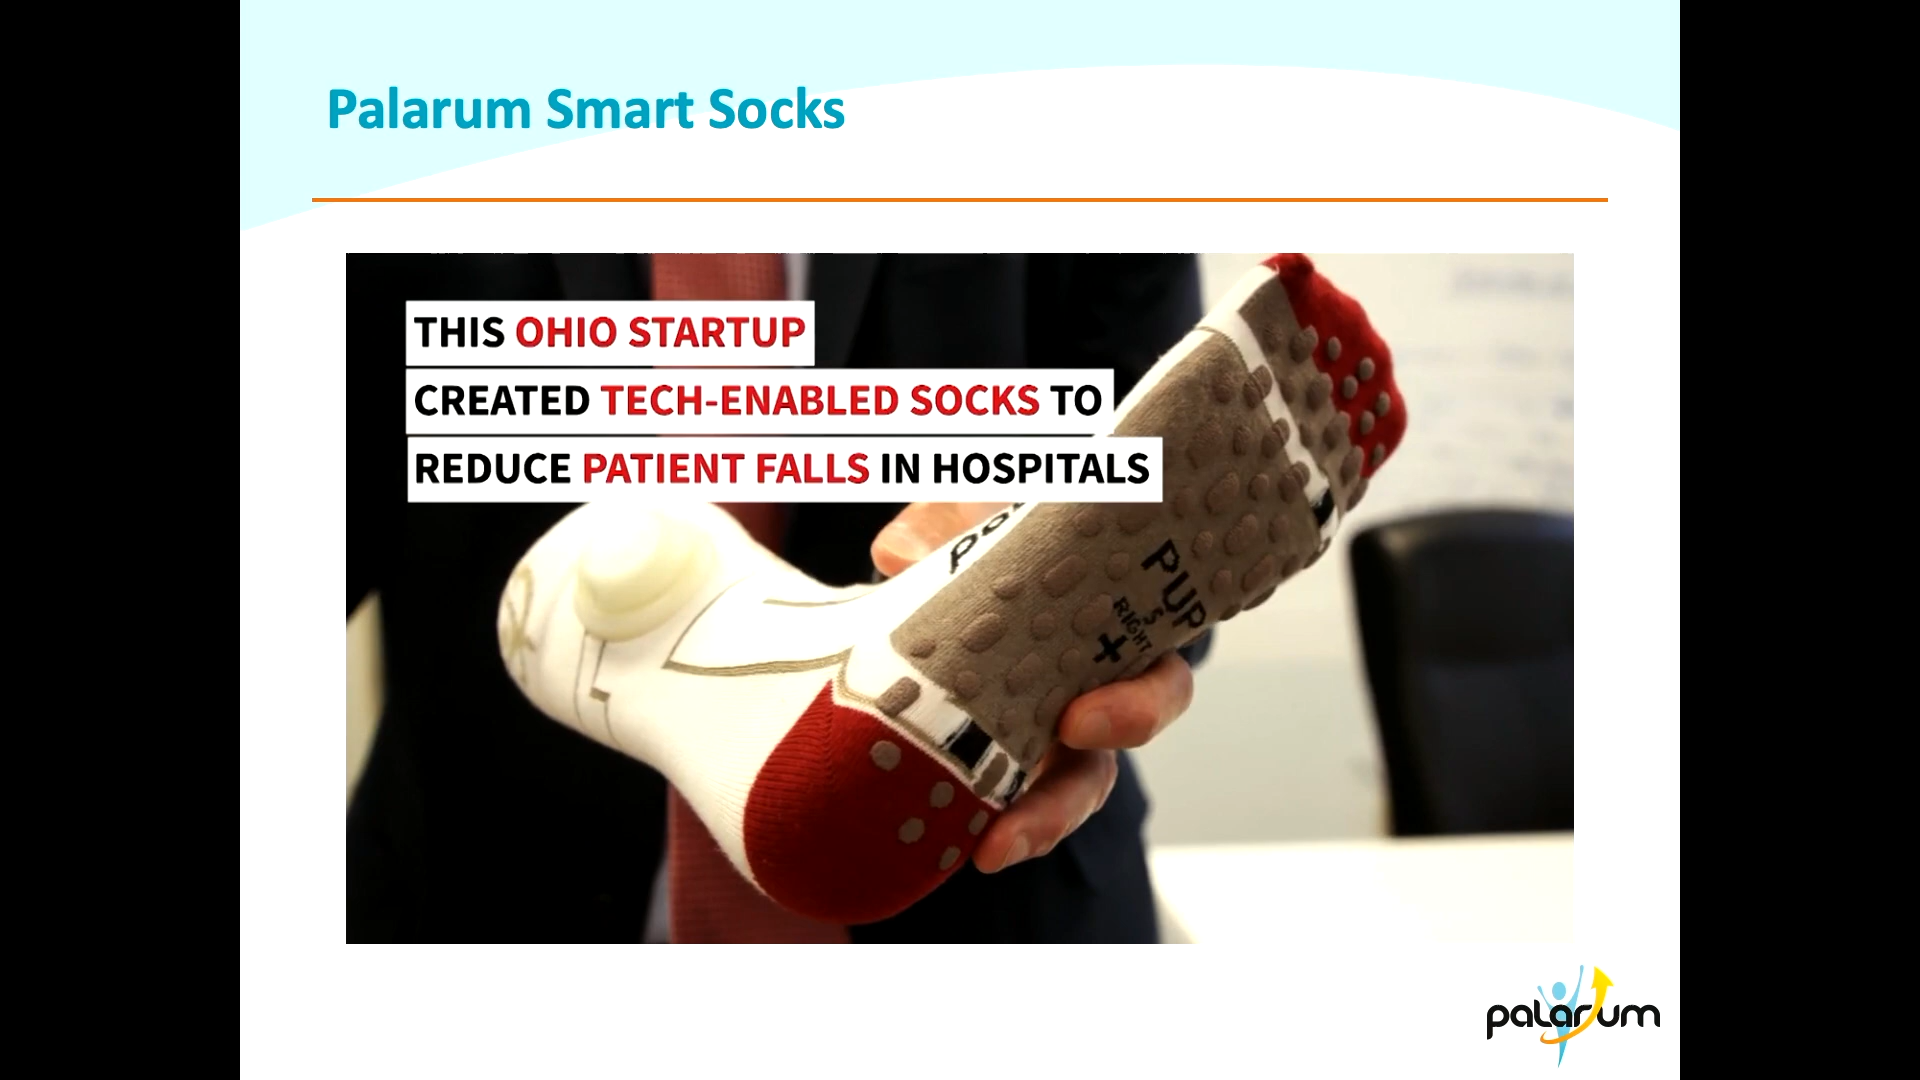 Palarum Smart Socks
THIS OHIO STARTUP
CREATED TECH-ENABLED SOCKS TO
REDUCE PATIENT FALLS IN HOSPITALS
PUP
S
RIGHT
+
palarum